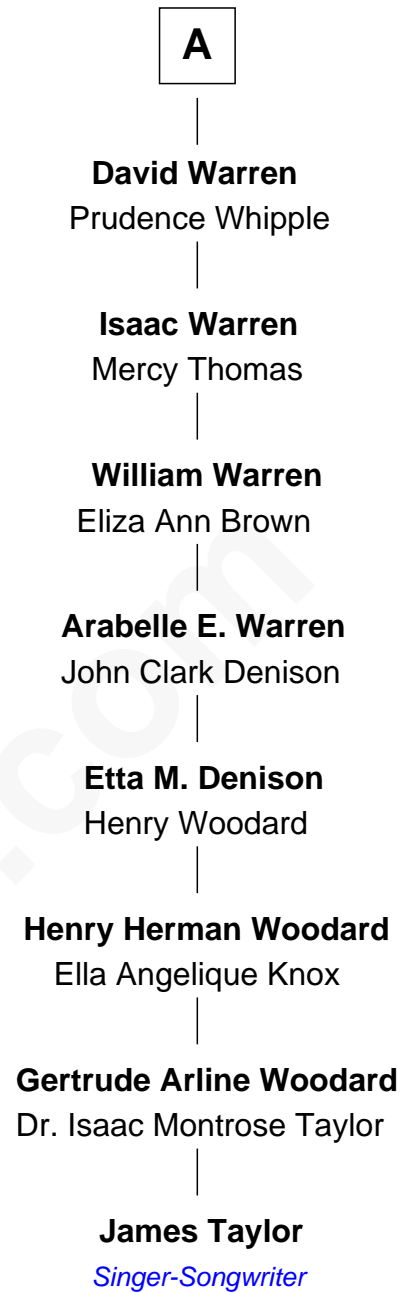 A
David Warren
Prudence Whipple
Isaac Warren
Mercy Thomas
William Warren
Eliza Ann Brown
Arabelle E. Warren
John Clark Denison
Etta M. Denison
Henry Woodard
Henry Herman Woodard
Ella Angelique Knox
Gertrude Arline Woodard
Dr. Isaac Montrose Taylor
James Taylor
Singer-Songwriter
.com